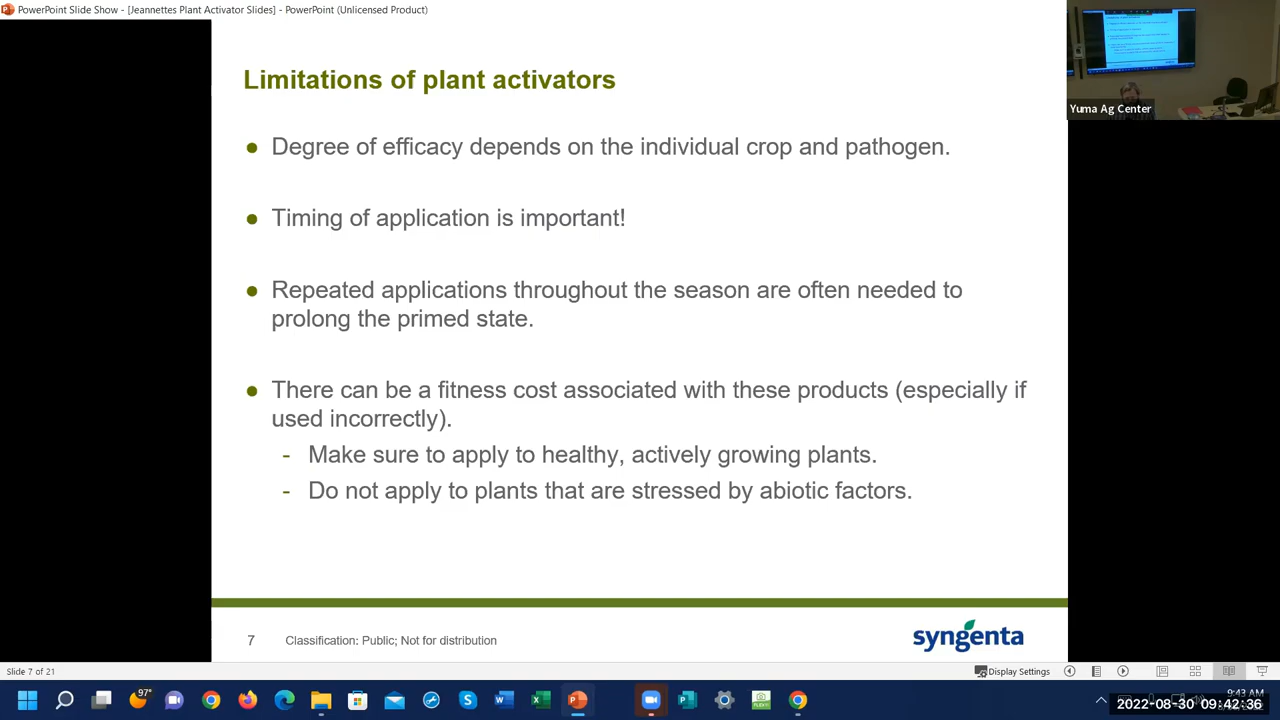 PowerPoint Slide Show - [Jeannettes Plant Activator Slides] - PowerPoint (Unlicensed Product)
Yuma Ag Center
Limitations of plant activators
Degree of efficacy depends on the individual crop and pathogen.
Timing of application is important!
Repeated applications throughout the season are often needed to
prolong the primed state.
There can be a fitness cost associated with these products (especially if
used incorrectly).
- Make sure to apply to healthy, actively growing plants.
- Do not apply to plants that are stressed by abiotic factors.
7 Classification: Public; Not for distribution
syngenta
Slide 7 of 21
Display Settings
97°
9:43 AM
2022-08-30 09:42:36